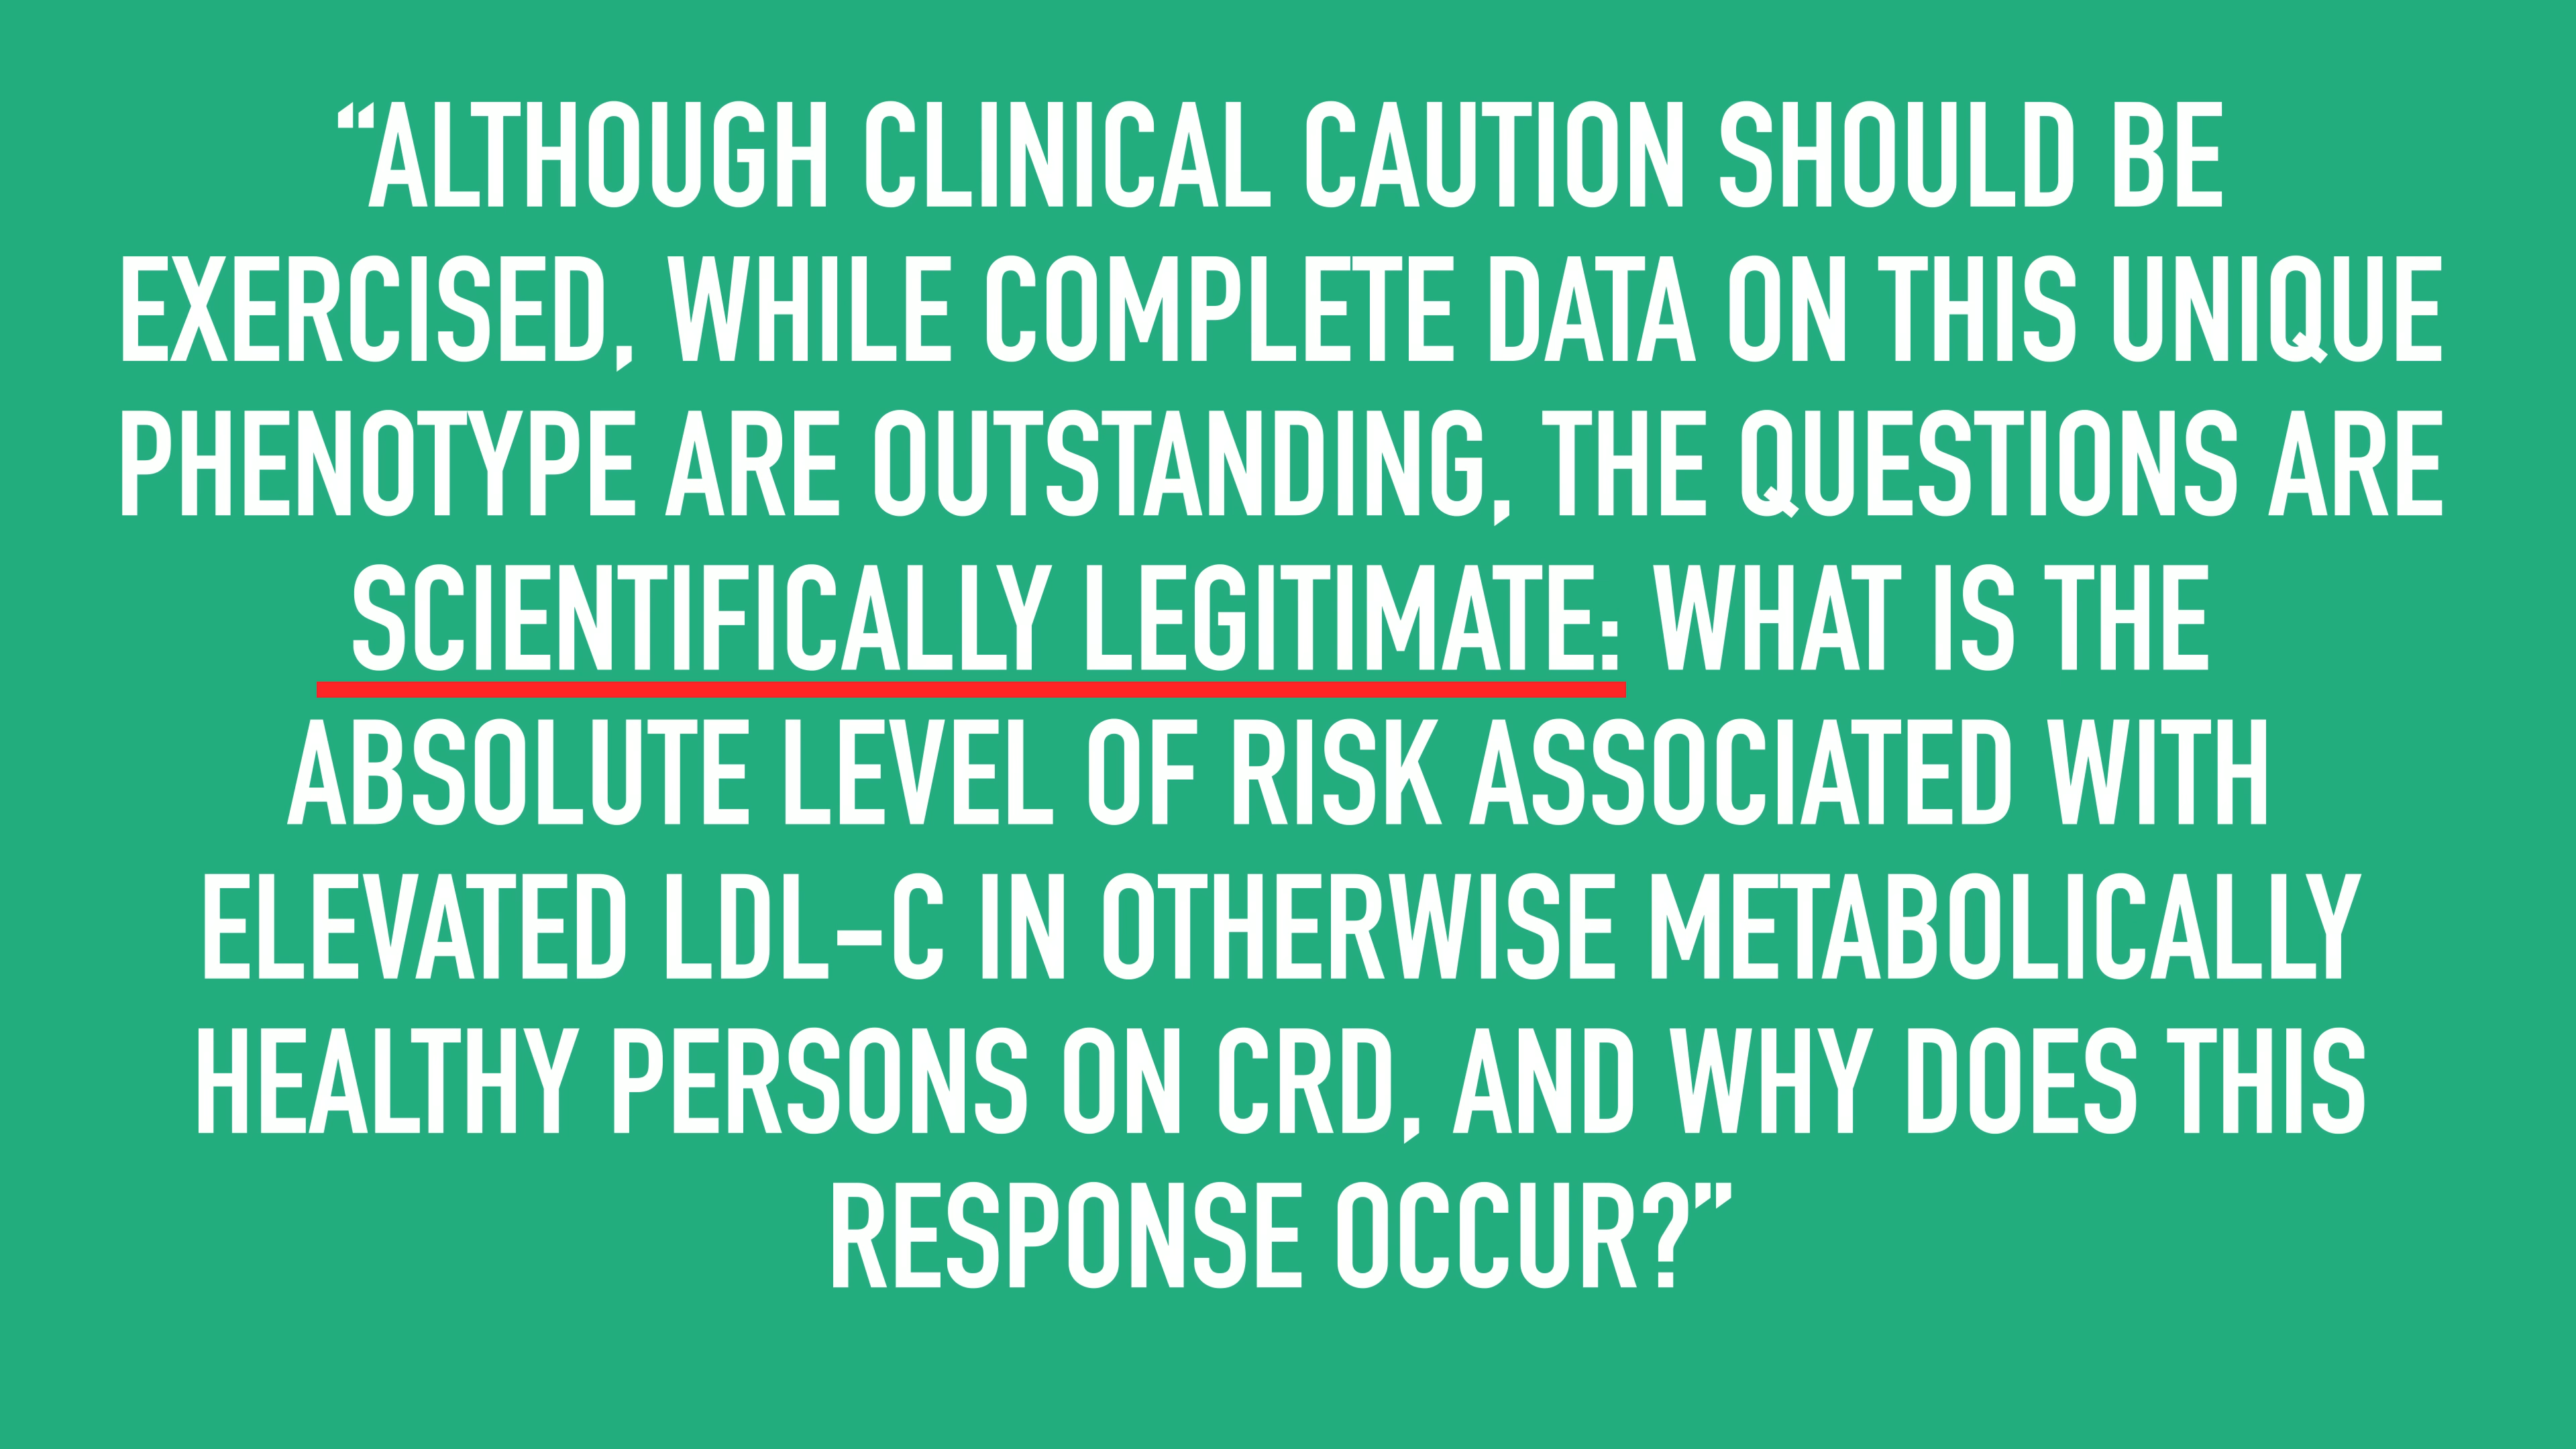 “ALTHOUGH CLINICAL CAUTION SHOULD BE
EXERCISED, WHILE COMPLETE DATA ON THIS UNIQUE
PHENOTYPE ARE OUTSTANDING, THE QUESTIONS ARE
SCIENTIFICALLY LEGITIMATE: WHAT IS THE
ABSOLUTE LEVEL OF RISK ASSOCIATED WITH
ELEVATED LDL-C IN OTHERWISE METABOLICALLY
HEALTHY PERSONS ON CRD, AND WHY DOES THIS
RESPONSE OCCUR?”